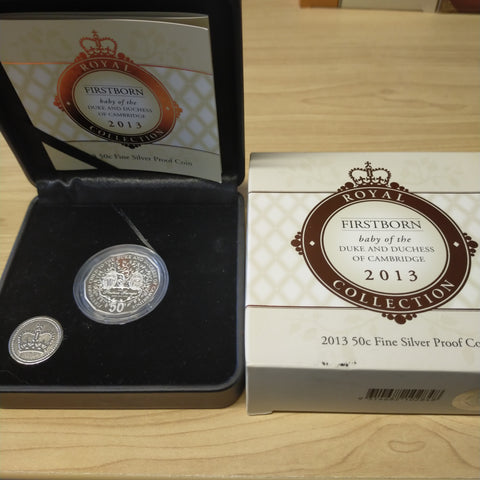 ROYAL
FIRSTBORN
baby of the
DUKE AND DUCHESS
OF CAMBRIDGE
2013
COLLECTION
50c Fine Silver Proof Coin
50
ROYAL
FIRSTBORN
baby of the
DUKE AND DUCHESS
OF CAMBRIDGE
2013
COLLECTION
2013 50c Fine Silver Proof Co